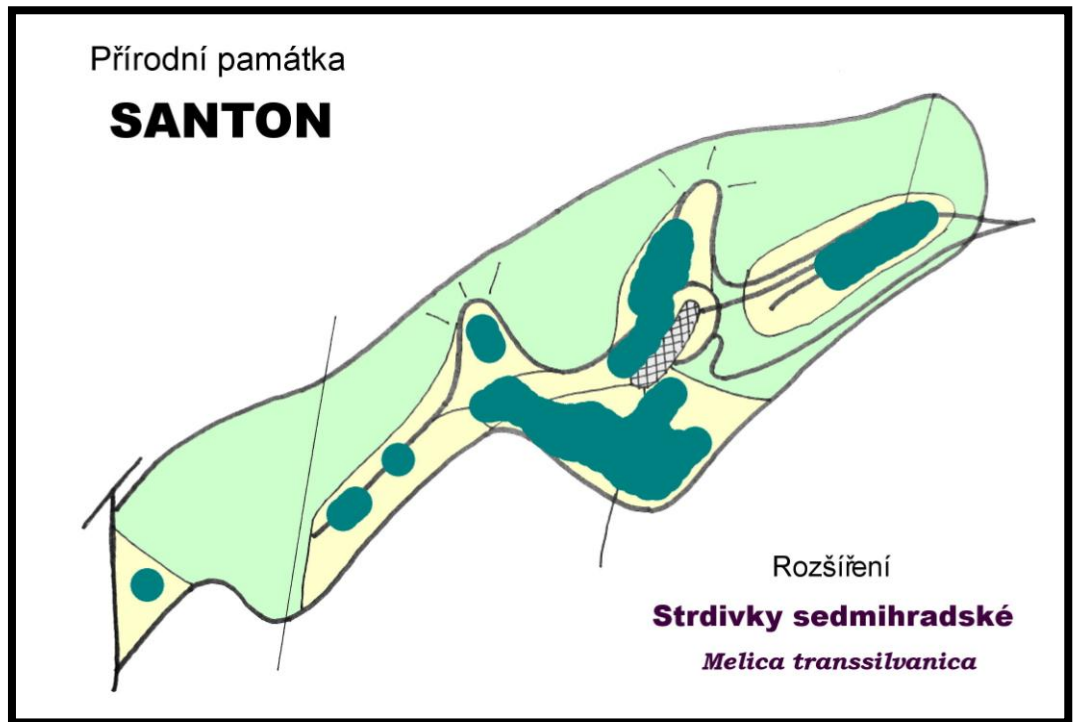 Přírodní památka
SANTON
Rozšíření
Strdivky sedmihradské
Melica transsilvanica